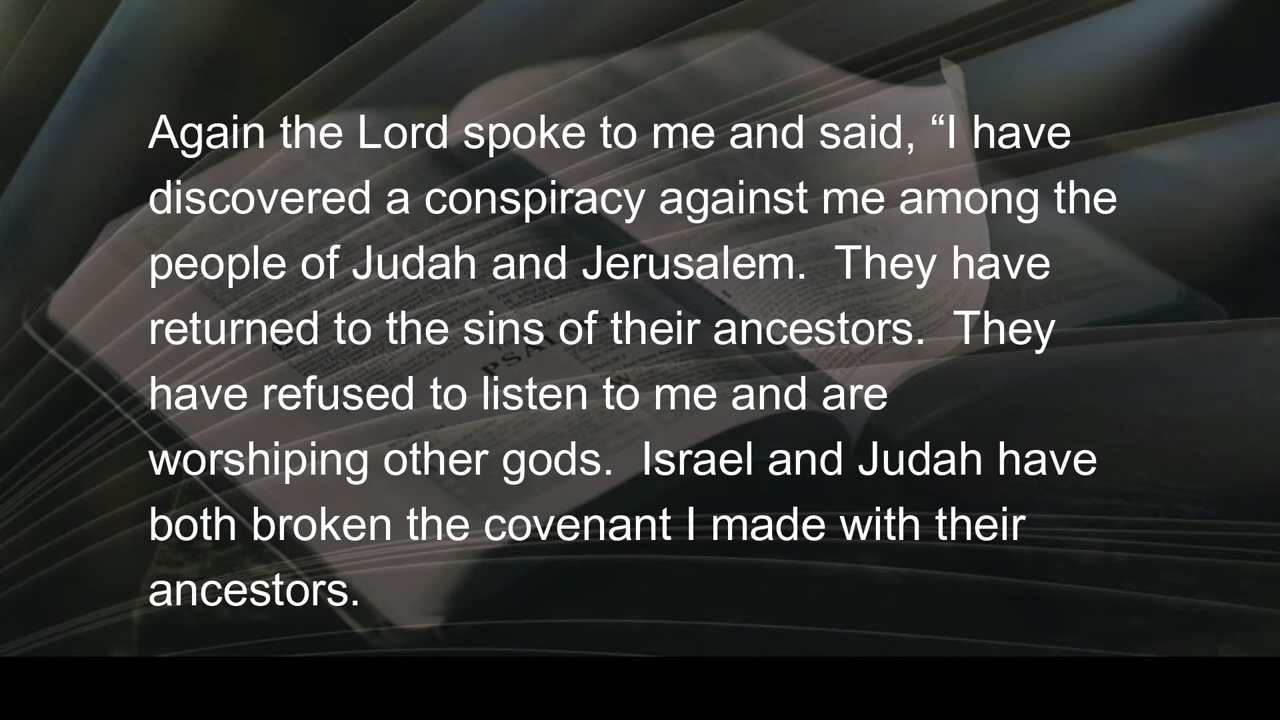 Again the Lord spoke to me and said, “I have
discovered a conspiracy against me among the
people of Judah and Jerusalem.  They have
returned to the sins of their ancestors.  They
have refused to listen to me and are
worshiping other gods.  Israel and Judah have
both broken the covenant I made with their
ancestors.
PSALM